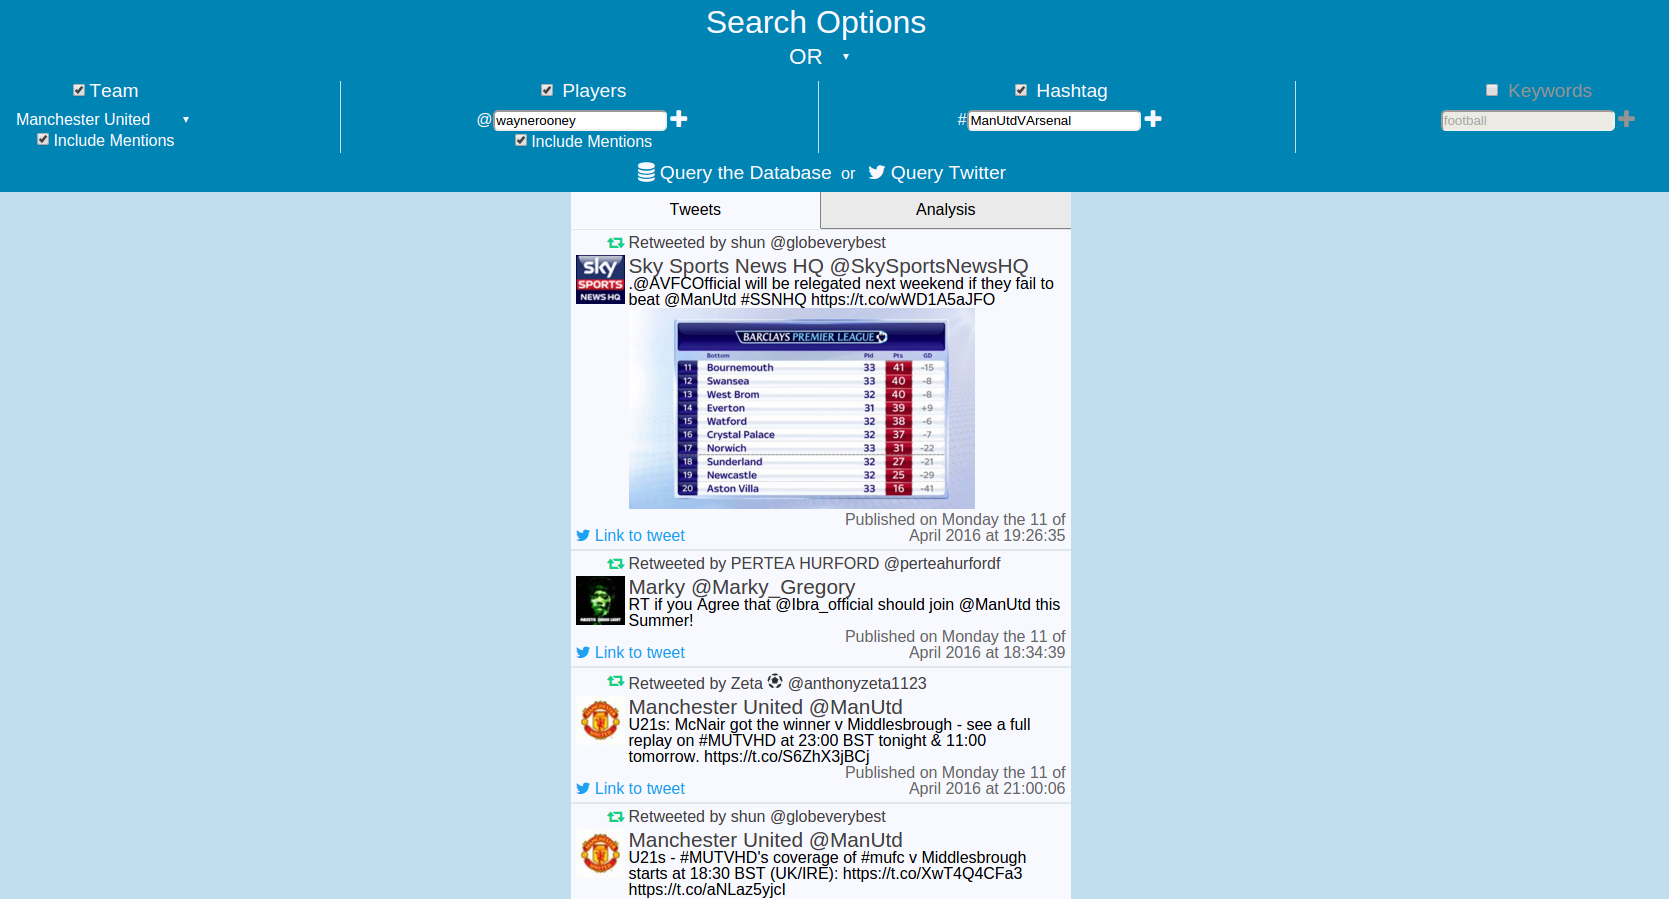 Search Options
OR ▼
Team
Manchester United ▼
Include Mentions
Players
@ waynerooney
Include Mentions
Hashtag
# ManUtdVArsenal
Keywords
football
Query the Database or Query Twitter
Tweets Analysis
Retweeted by shun @globeverybest
sky
SPORTS
NEWS HQ
Sky Sports News HQ @SkySportsNewsHQ
.@AVFCOfficial will be relegated next weekend if they fail to
beat @ManUtd #SSNHQ https://t.co/wWD1A5aJFO
BARCLAYS PREMIER LEAGUE
Bottom Pld Pts GD
11 Bournemouth 33 41 -15
12 Swansea 33 40 -8
13 West Brom 32 40 -8
14 Everton 31 39 +9
15 Watford 32 38 -6
16 Crystal Palace 32 37 -7
17 Norwich 33 31 -22
18 Sunderland 32 27 -21
19 Newcastle 32 25 -29
20 Aston Villa 33 16 -41
Published on Monday the 11 of
Link to tweet April 2016 at 19:26:35
Retweeted by PERTEA HURFORD @perteahurfordf
Marky @Marky_Gregory
RT if you Agree that @Ibra_official should join @ManUtd this
Summer!
Published on Monday the 11 of
Link to tweet April 2016 at 18:34:39
Retweeted by Zeta ⚽ @anthonyzeta1123
Manchester United @ManUtd
U21s: McNair got the winner v Middlesbrough - see a full
replay on #MUTVHD at 23:00 BST tonight & 11:00
tomorrow. https://t.co/S6ZhX3jBCj
Published on Monday the 11 of
Link to tweet April 2016 at 21:00:06
Retweeted by shun @globeverybest
Manchester United @ManUtd
U21s - #MUTVHD's coverage of #mufc v Middlesbrough
starts at 18:30 BST (UK/IRE): https://t.co/XwT4Q4CFa3
https://t.co/aNLaz5yjcI